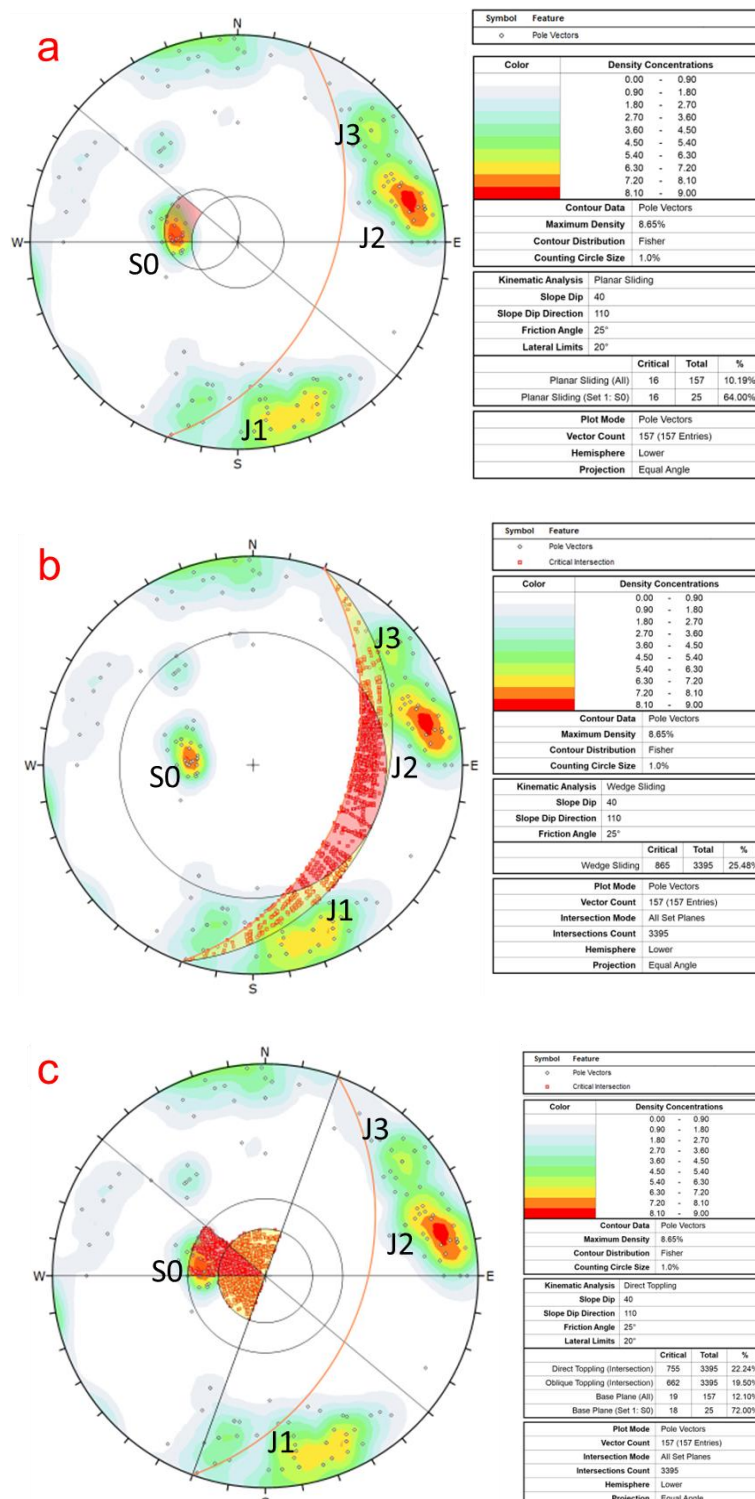 a
N
W
E
S
S0
J1
J2
J3
Symbol Feature
Pole Vectors
Color Density Concentrations
0.00 - 0.90
0.90 - 1.80
1.80 - 2.70
2.70 - 3.60
3.60 - 4.50
4.50 - 5.40
5.40 - 6.30
6.30 - 7.20
7.20 - 8.10
8.10 - 9.00
Contour Data Pole Vectors
Maximum Density 8.65%
Contour Distribution Fisher
Counting Circle Size 1.0%
Kinematic Analysis Planar Sliding
Slope Dip 40
Slope Dip Direction 110
Friction Angle 25°
Lateral Limits 20°
Critical Total %
Planar Sliding (All) 16 157 10.19%
Planar Sliding (Set 1: S0) 16 25 64.00%
Plot Mode Pole Vectors
Vector Count 157 (157 Entries)
Hemisphere Lower
Projection Equal Angle
b
N
W
E
S
S0
J1
J2
J3
Symbol Feature
Pole Vectors
Critical Intersection
Color Density Concentrations
0.00 - 0.90
0.90 - 1.80
1.80 - 2.70
2.70 - 3.60
3.60 - 4.50
4.50 - 5.40
5.40 - 6.30
6.30 - 7.20
7.20 - 8.10
8.10 - 9.00
Contour Data Pole Vectors
Maximum Density 8.65%
Contour Distribution Fisher
Counting Circle Size 1.0%
Kinematic Analysis Wedge Sliding
Slope Dip 40
Slope Dip Direction 110
Friction Angle 25°
Critical Total %
Wedge Sliding 865 3395 25.48%
Plot Mode Pole Vectors
Vector Count 157 (157 Entries)
Intersection Mode All Set Planes
Intersections Count 3395
Hemisphere Lower
Projection Equal Angle
c
N
W
E
S0
J1
J2
J3
Symbol Feature
Pole Vectors
Critical Intersection
Color Density Concentrations
0.00 - 0.90
0.90 - 1.80
1.80 - 2.70
2.70 - 3.60
3.60 - 4.50
4.50 - 5.40
5.40 - 6.30
6.30 - 7.20
7.20 - 8.10
8.10 - 9.00
Contour Data Pole Vectors
Maximum Density 8.65%
Contour Distribution Fisher
Counting Circle Size 1.0%
Kinematic Analysis Direct Toppling
Slope Dip 40
Slope Dip Direction 110
Friction Angle 25°
Lateral Limits 20°
Critical Total %
Direct Toppling (Intersection) 755 3395 22.24%
Oblique Toppling (Intersection) 662 3395 19.50%
Base Plane (All) 19 157 12.10%
Base Plane (Set 1: S0) 18 25 72.00%
Plot Mode Pole Vectors
Vector Count 157 (157 Entries)
Intersection Mode All Set Planes
Intersections Count 3395
Hemisphere Lower
Projection Equal Angle